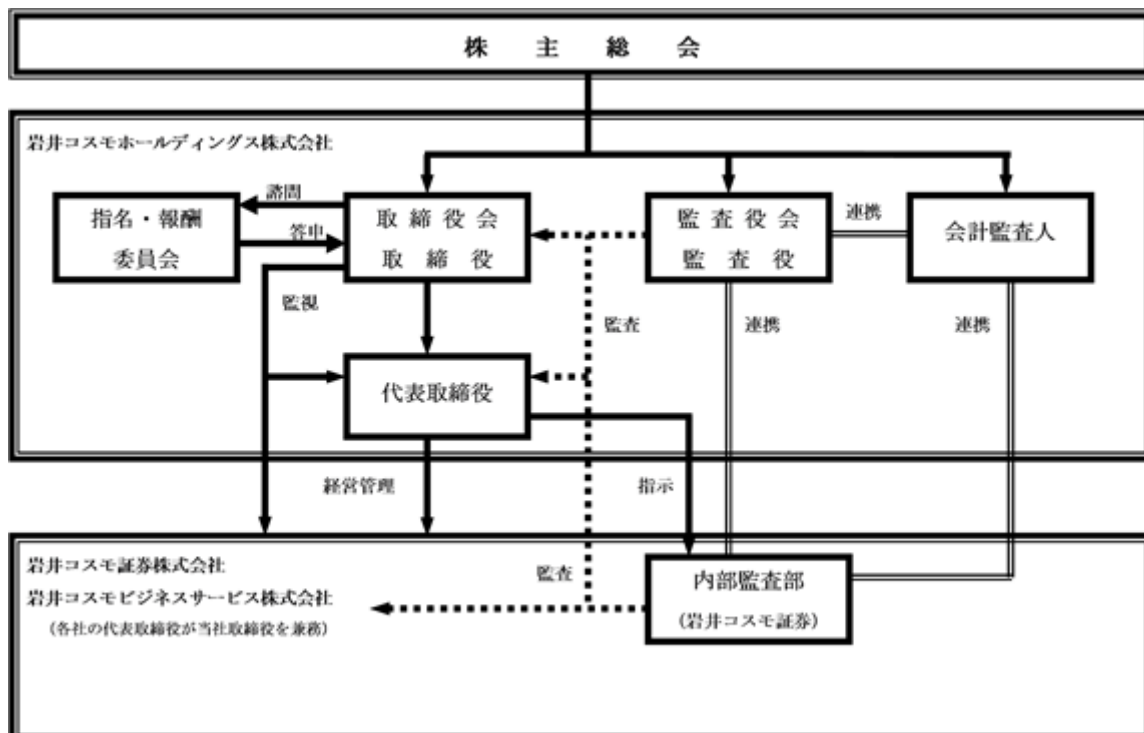 株主総会
岩井コスモホールディングス株式会社
諮問
指名・報酬
委員会
答申
取締役会
取締役
監査役会
監査役
連携
会計監査人
監視
監査
連携
連携
代表取締役
経営管理
指示
岩井コスモ証券株式会社
岩井コスモビジネスサービス株式会社
(各社の代表取締役が当社取締役を兼務)
監査
内部監査部
(岩井コスモ証券)